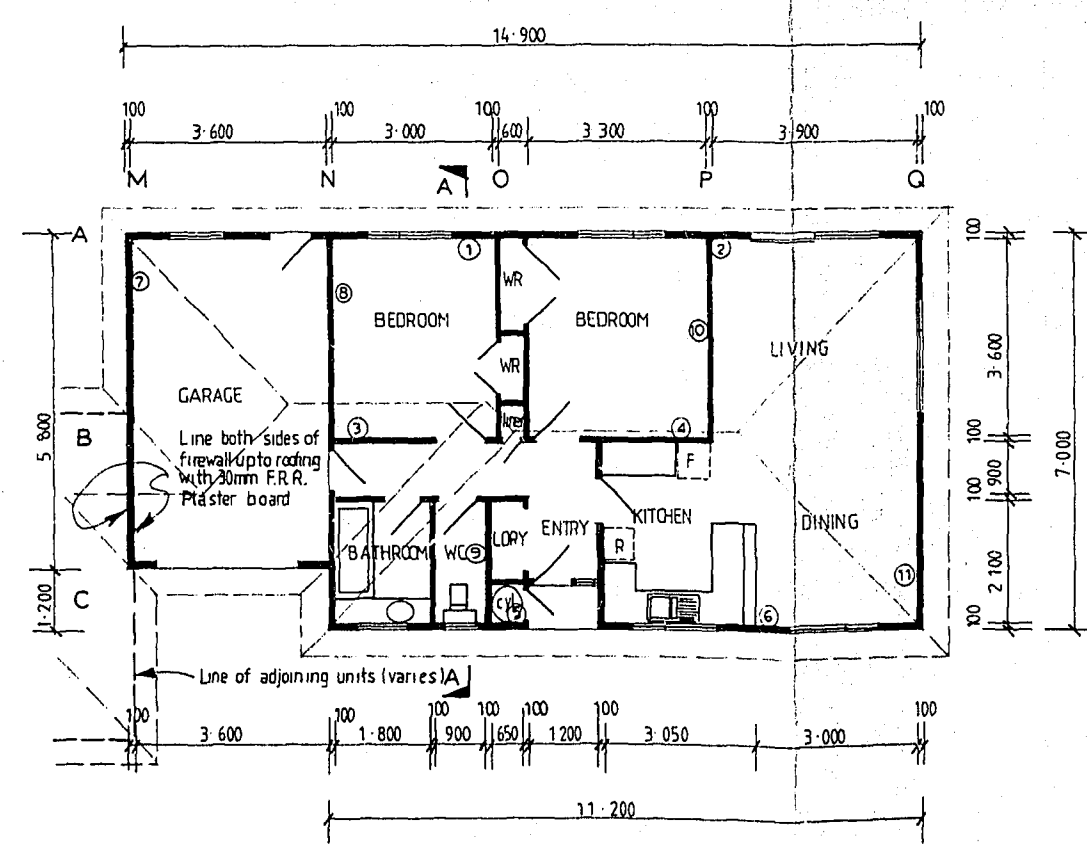 14·900
100 100 100 100 100
3·600 3·000 600 3 300 3·900
M N A O P Q
A 1 2 100
7
8 WR
BEDROOM BEDROOM 10
LIVING 3·600
WR
GARAGE
5 800 B 3 4 100 7·000
Line both sides of
firewall up to roofing
with 30mm F.R.R.
Plaster board
F 900
100
KITCHEN
BATHROOM WC 9 LORY ENTRY DINING
R
11 2 100
C 1·200
cyl 5 6 100
Line of adjoining units (varies) A
100 100 100 100 100 100 100
3·600 1·800 900 650 1200 3·050 3·000
11·200